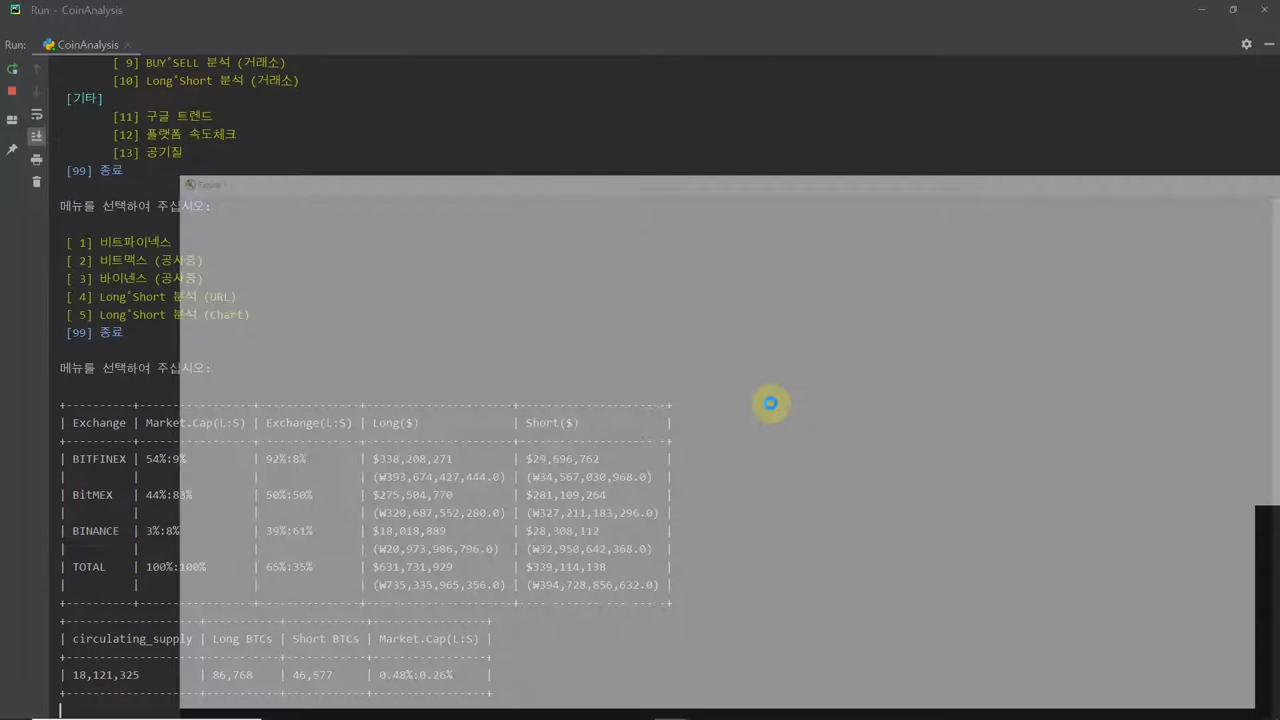 Run - CoinAnalysis
Run: CoinAnalysis
[ 9] BUY˚SELL 분석 (거래소)
[10] Long˚Short 분석 (거래소)
[기타]
[11] 구글 트렌드
[12] 플랫폼 속도체크
[13] 공기질
[99] 종료
Figure 1
메뉴를 선택하여 주십시오:
[ 1] 비트파이넥스
[ 2] 비트맥스 (공사중)
[ 3] 바이넨스 (공사중)
[ 4] Long˚Short 분석 (URL)
[ 5] Long˚Short 분석 (Chart)
[99] 종료
메뉴를 선택하여 주십시오:
+----------+-----------------+---------------+---------------------+---------------------+
| Exchange | Market.Cap(L:S) | Exchange(L:S) | Long($) | Short($) |
+----------+-----------------+---------------+---------------------+---------------------+
| BITFINEX | 54%:9% | 92%:8% | $338,208,271 | $29,696,762 |
| | | | (₩393,674,427,444.0) | (₩34,567,030,968.0) |
| BitMEX | 44%:83% | 50%:50% | $275,504,770 | $281,109,264 |
| | | | (₩320,687,552,280.0) | (₩327,211,183,296.0) |
| BINANCE | 3%:8% | 39%:61% | $18,018,889 | $28,308,112 |
| | | | (₩20,973,986,796.0) | (₩32,950,642,368.0) |
| TOTAL | 100%:100% | 65%:35% | $631,731,929 | $339,114,138 |
| | | | (₩735,335,965,356.0) | (₩394,728,856,632.0) |
+----------+-----------------+---------------+---------------------+---------------------+
+--------------------+-----------+------------+-----------------+
| circulating_supply | Long BTCs | Short BTCs | Market.Cap(L:S) |
+--------------------+-----------+------------+-----------------+
| 18,121,325 | 86,768 | 46,577 | 0.48%:0.26% |
+--------------------+-----------+------------+-----------------+